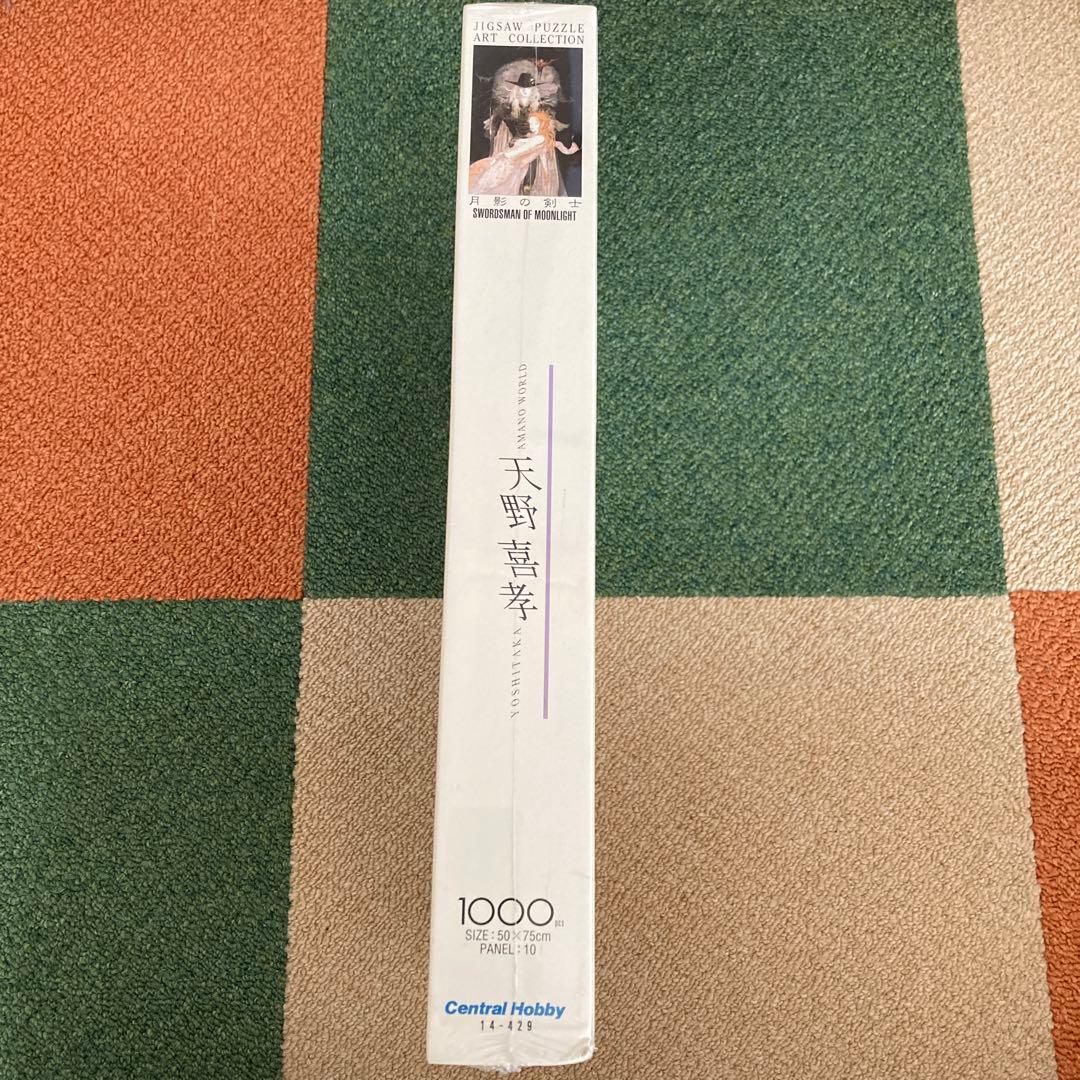 JIGSAW PUZZLE
ART COLLECTION
月影の剣士
SWORDSMAN OF MOONLIGHT
YOSHITAKA
天野喜孝
AMANO WORLD
1000pcs
SIZE:50×75cm
PANEL:10
Central Hobby
14-429